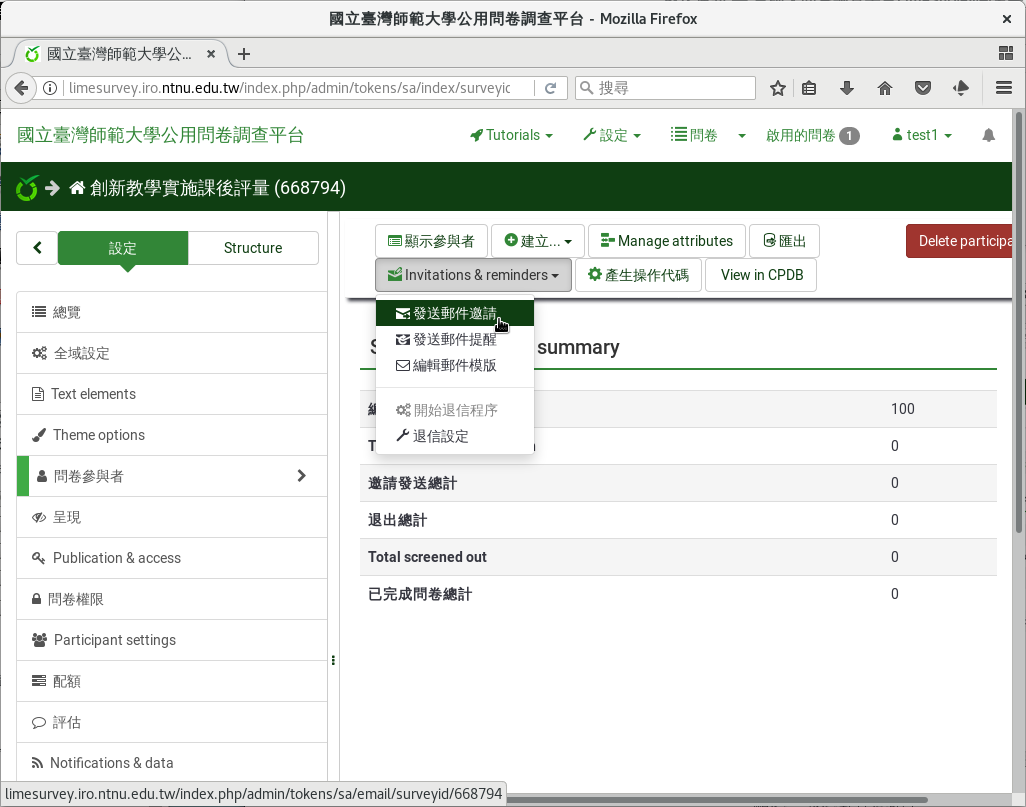 國立臺灣師範大學公用問卷調查平台 - Mozilla Firefox
國立臺灣師範大學公...
limesurvey.iro.ntnu.edu.tw/index.php/admin/tokens/sa/index/surveyic
搜尋
國立臺灣師範大學公用問卷調查平台
Tutorials 設定 問卷 啟用的問卷 1 test1
創新教學實施課後評量 (668794)
設定 Structure
總覽
全域設定
Text elements
Theme options
問卷參與者
呈現
Publication & access
問卷權限
Participant settings
配額
評估
Notifications & data
顯示參與者 建立... Manage attributes 匯出 Delete participa
Invitations & reminders 產生操作代碼 View in CPDB
發送郵件邀請
發送郵件提醒
編輯郵件模版
開始退信程序
退信設定
summary
100
0
邀請發送總計 0
退出總計 0
Total screened out 0
已完成問卷總計 0
limesurvey.iro.ntnu.edu.tw/index.php/admin/tokens/sa/email/surveyid/668794